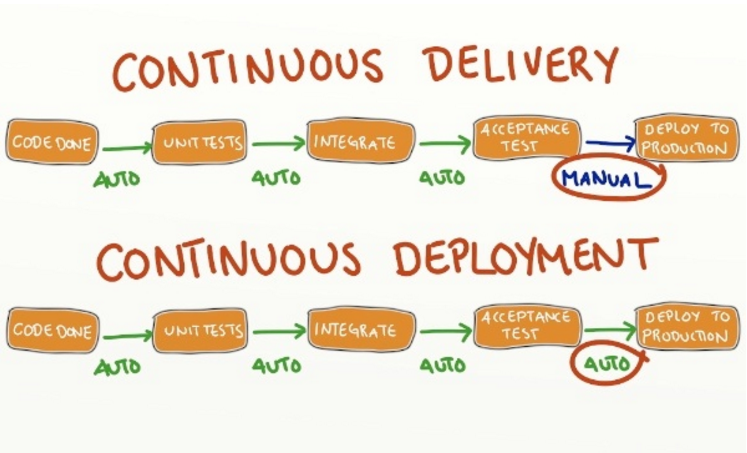 CONTINUOUS DELIVERY
CODE DONE UNIT TESTS INTEGRATE ACCEPTANCE TEST DEPLOY TO PRODUCTION
AUTO AUTO AUTO MANUAL
CONTINUOUS DEPLOYMENT
CODE DONE UNIT TESTS INTEGRATE ACCEPTANCE TEST DEPLOY TO PRODUCTION
AUTO AUTO AUTO AUTO